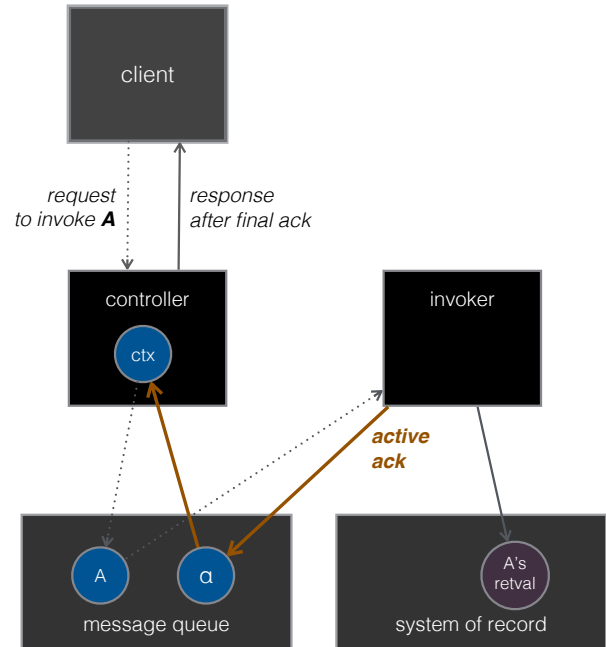 client
request
to invoke A
response
after final ack
controller
invoker
ctx
active
ack
A
α
A's
retval
message queue
system of record